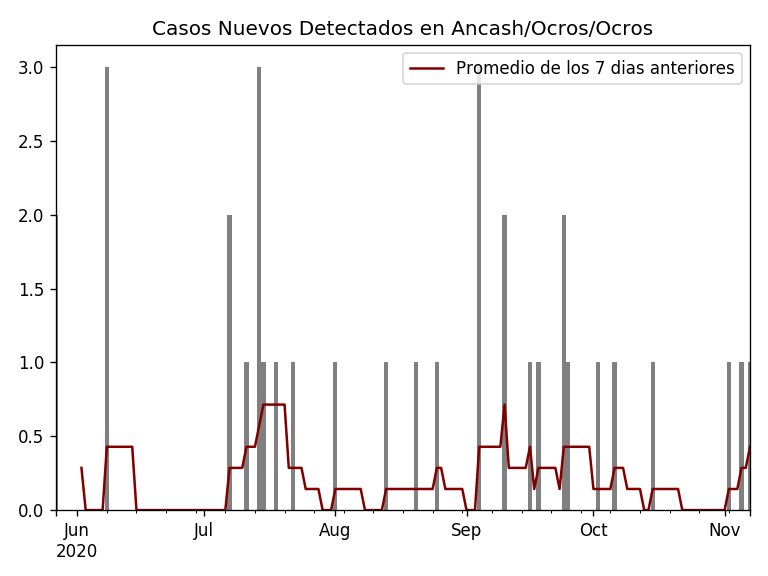 Casos Nuevos Detectados en Ancash/Ocros/Ocros
Promedio de los 7 dias anteriores
3.0
2.5
2.0
1.5
1.0
0.5
0.0
Jun Jul Aug Sep Oct Nov
2020